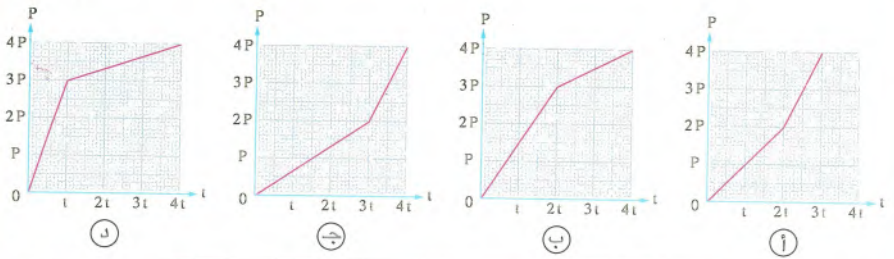 P P P P
4P 4P 4P 4P
3P 3P 3P 3P
2P 2P 2P 2P
P P P P
0 t 2t 3t 4t t 0 t 2t 3t 4t t 0 t 2t 3t 4t t 0 t 2t 3t 4t t
د جـ ب أ